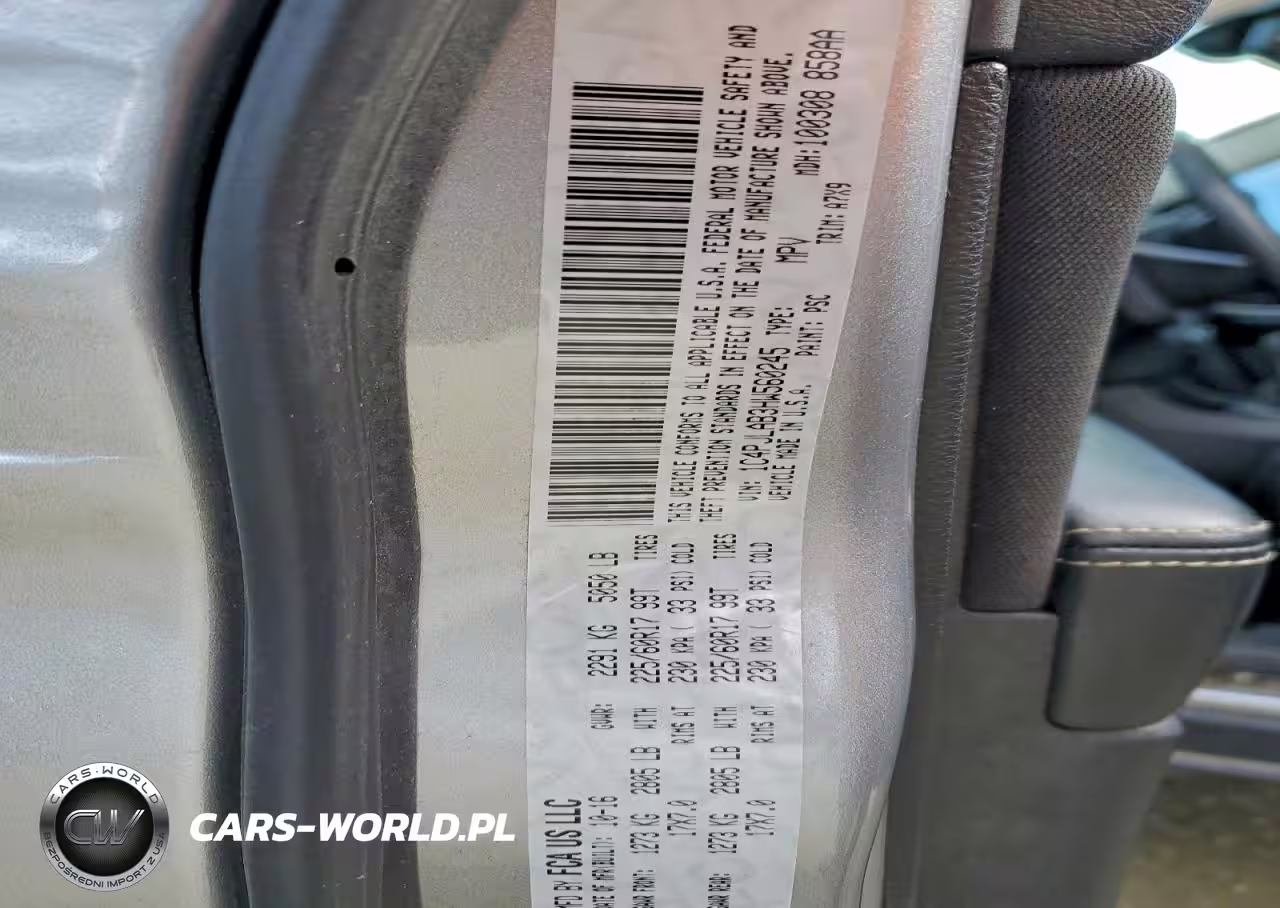 MFD BY FCA US LLC
DATE OF MFR(BUILT): 10-16 GVWR: 2291 KG 5050 LB
GAWR FRONT: 1273 KG 2805 LB WITH 225/60R17 99T TIRES
17X7.0 RIMS AT 230 KPA ( 33 PSI) COLD
GAWR REAR: 1273 KG 2805 LB WITH 225/60R17 99T TIRES
17X7.0 RIMS AT 230 KPA ( 33 PSI) COLD
THIS VEHICLE CONFORMS TO ALL APPLICABLE U.S.A. FEDERAL MOTOR VEHICLE SAFETY AND
THEFT PREVENTION STANDARDS IN EFFECT ON THE DATE OF MANUFACTURE SHOWN ABOVE.
VIN: 1C4PJLAB3HW560245 TYPE: MPV MDH:100308 858AA
VEHICLE MADE IN U.S.A. PAINT: PSC TRIM: A7X9
CARS-WORLD
CW
BEZPOŚREDNI IMPORT Z USA
CARS-WORLD.PL